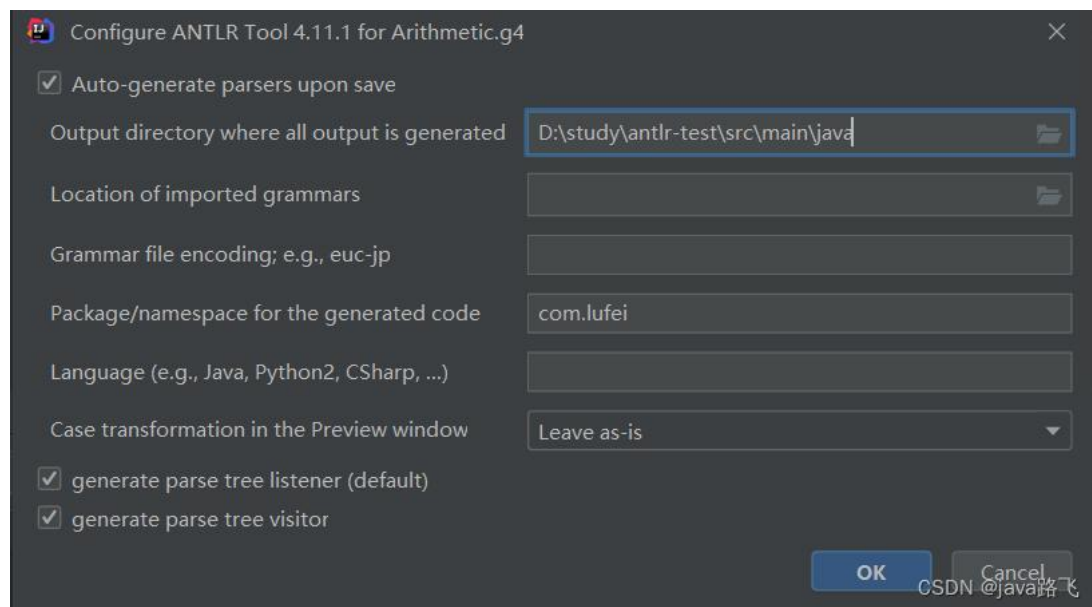 Configure ANTLR Tool 4.11.1 for Arithmetic.g4
Auto-generate parsers upon save
Output directory where all output is generated D:\study\antlr-test\src\main\java
Location of imported grammars
Grammar file encoding; e.g., euc-jp
Package/namespace for the generated code com.lufei
Language (e.g., Java, Python2, CSharp, ...)
Case transformation in the Preview window Leave as-is
generate parse tree listener (default)
generate parse tree visitor
OK Cancel
CSDN @java路飞